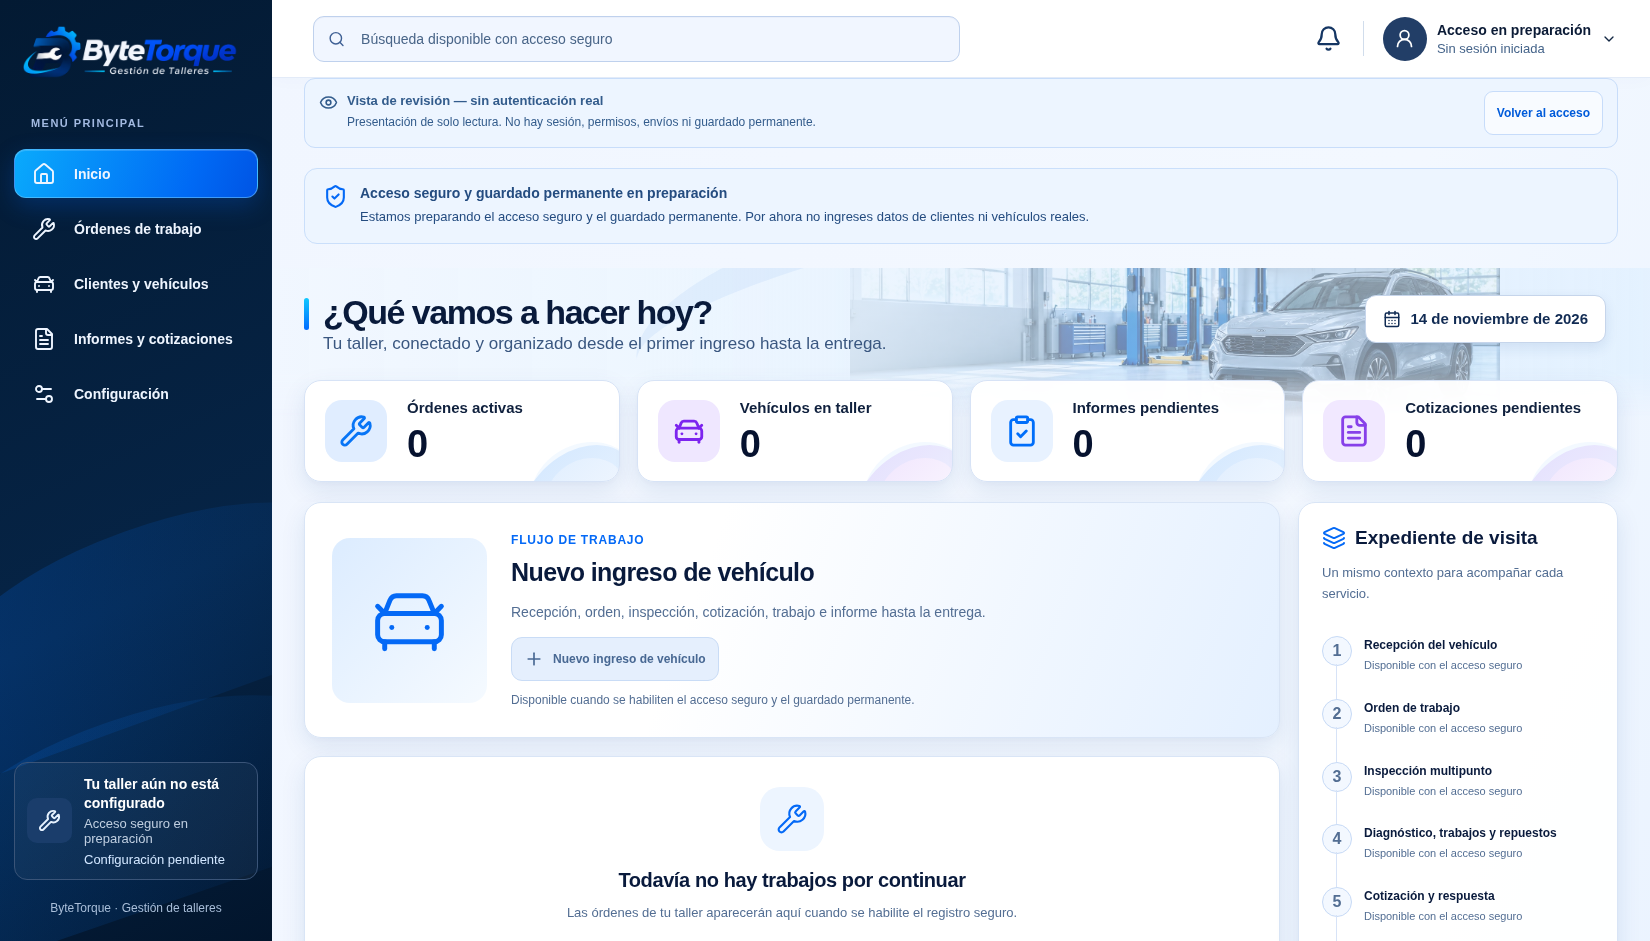 ByteTorque
Gestión de Talleres
MENÚ PRINCIPAL
Inicio
Órdenes de trabajo
Clientes y vehículos
Informes y cotizaciones
Configuración
Tu taller aún no está
configurado
Acceso seguro en
preparación
Configuración pendiente
ByteTorque · Gestión de talleres
Búsqueda disponible con acceso seguro
Acceso en preparación
Sin sesión iniciada
Vista de revisión — sin autenticación real
Presentación de solo lectura. No hay sesión, permisos, envíos ni guardado permanente.
Volver al acceso
Acceso seguro y guardado permanente en preparación
Estamos preparando el acceso seguro y el guardado permanente. Por ahora no ingreses datos de clientes ni vehículos reales.
¿Qué vamos a hacer hoy?
Tu taller, conectado y organizado desde el primer ingreso hasta la entrega.
14 de noviembre de 2026
Órdenes activas
0
Vehículos en taller
0
Informes pendientes
0
Cotizaciones pendientes
0
FLUJO DE TRABAJO
Nuevo ingreso de vehículo
Recepción, orden, inspección, cotización, trabajo e informe hasta la entrega.
Nuevo ingreso de vehículo
Disponible cuando se habiliten el acceso seguro y el guardado permanente.
Todavía no hay trabajos por continuar
Las órdenes de tu taller aparecerán aquí cuando se habilite el registro seguro.
Expediente de visita
Un mismo contexto para acompañar cada
servicio.
1
Recepción del vehículo
Disponible con el acceso seguro
2
Orden de trabajo
Disponible con el acceso seguro
3
Inspección multipunto
Disponible con el acceso seguro
4
Diagnóstico, trabajos y repuestos
Disponible con el acceso seguro
5
Cotización y respuesta
Disponible con el acceso seguro